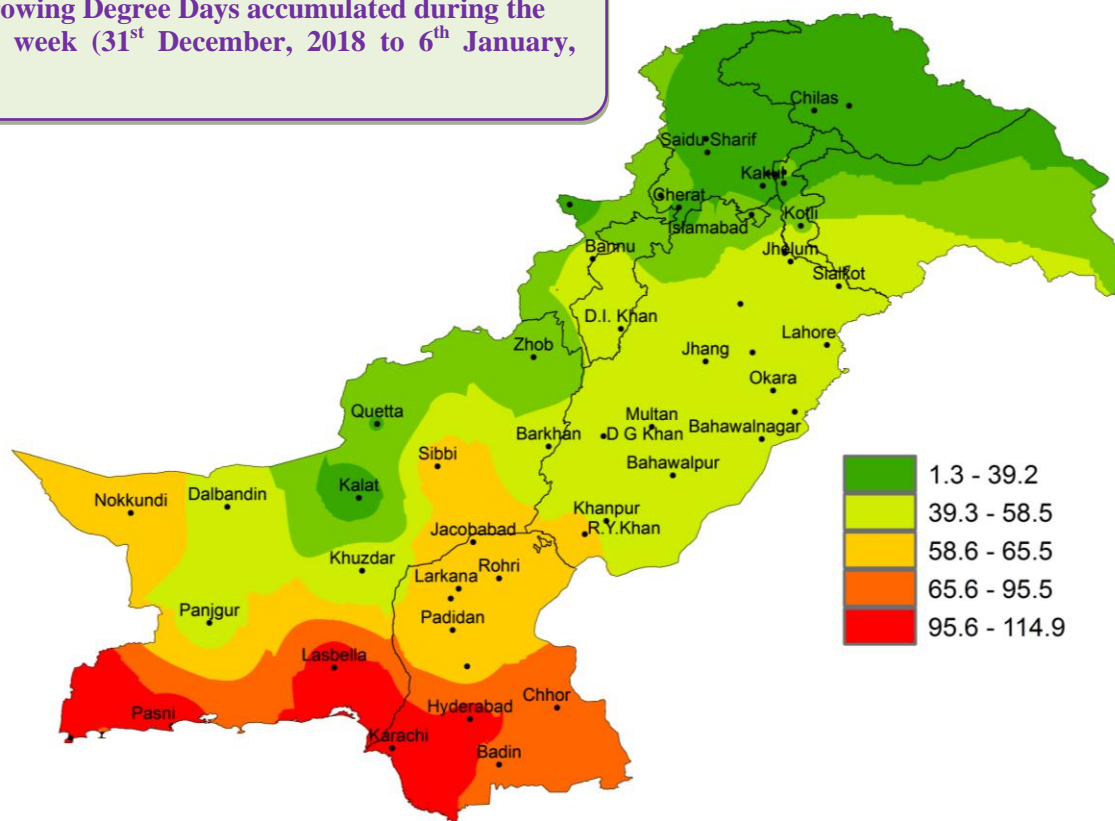 rowing Degree Days accumulated during the
week (31st December, 2018 to 6th January,
Chilas
Saidu Sharif
Kakul
Cherat
Kotli
Islamabad
Bannu
Jhelum
Sialkot
D.I. Khan
Lahore
Zhob
Jhang
Okara
Quetta
Multan
Barkhan
D G Khan
Bahawalnagar
Sibbi
Bahawalpur
Kalat
Nokkundi
Dalbandin
Khanpur
R.Y.Khan
Jacobabad
Khuzdar
Rohri
Larkana
Panjgur
Padidan
Lasbella
Chhor
Pasni
Hyderabad
Karachi
Badin
1.3 - 39.2
39.3 - 58.5
58.6 - 65.5
65.6 - 95.5
95.6 - 114.9